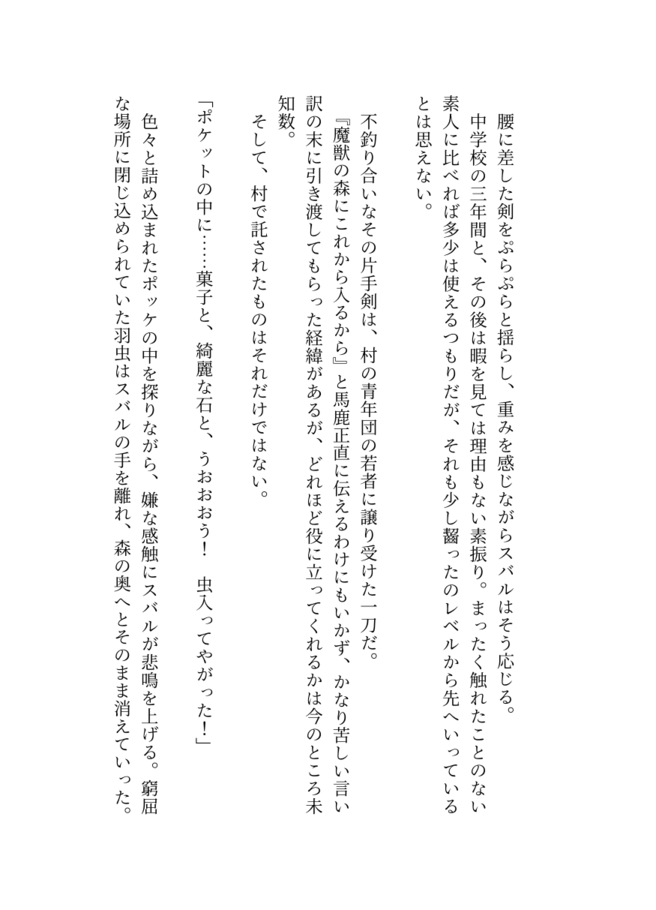 腰に差した剣をぷらぷらと揺らし、重みを感じながらスバルはそう応じる。
中学校の三年間と、その後は暇を見ては理由もない素振り。まったく触れたことのない
素人に比べれば多少は使えるつもりだが、それも少し齧ったのレベルから先へいっている
とは思えない。
不釣り合いなその片手剣は、村の青年団の若者に譲り受けた一刀だ。
『魔獣の森にこれから入るから』と馬鹿正直に伝えるわけにもいかず、かなり苦しい言い
訳の末に引き渡してもらった経緯があるが、どれほど役に立ってくれるかは今のところ未
知数。
そして、村で託されたものはそれだけではない。
「ポケットの中に……菓子と、綺麗な石と、うおおおう！　虫入ってやがった！」
色々と詰め込まれたポッケの中を探りながら、嫌な感触にスバルが悲鳴を上げる。窮屈
な場所に閉じ込められていた羽虫はスバルの手を離れ、森の奥へとそのまま消えていった。